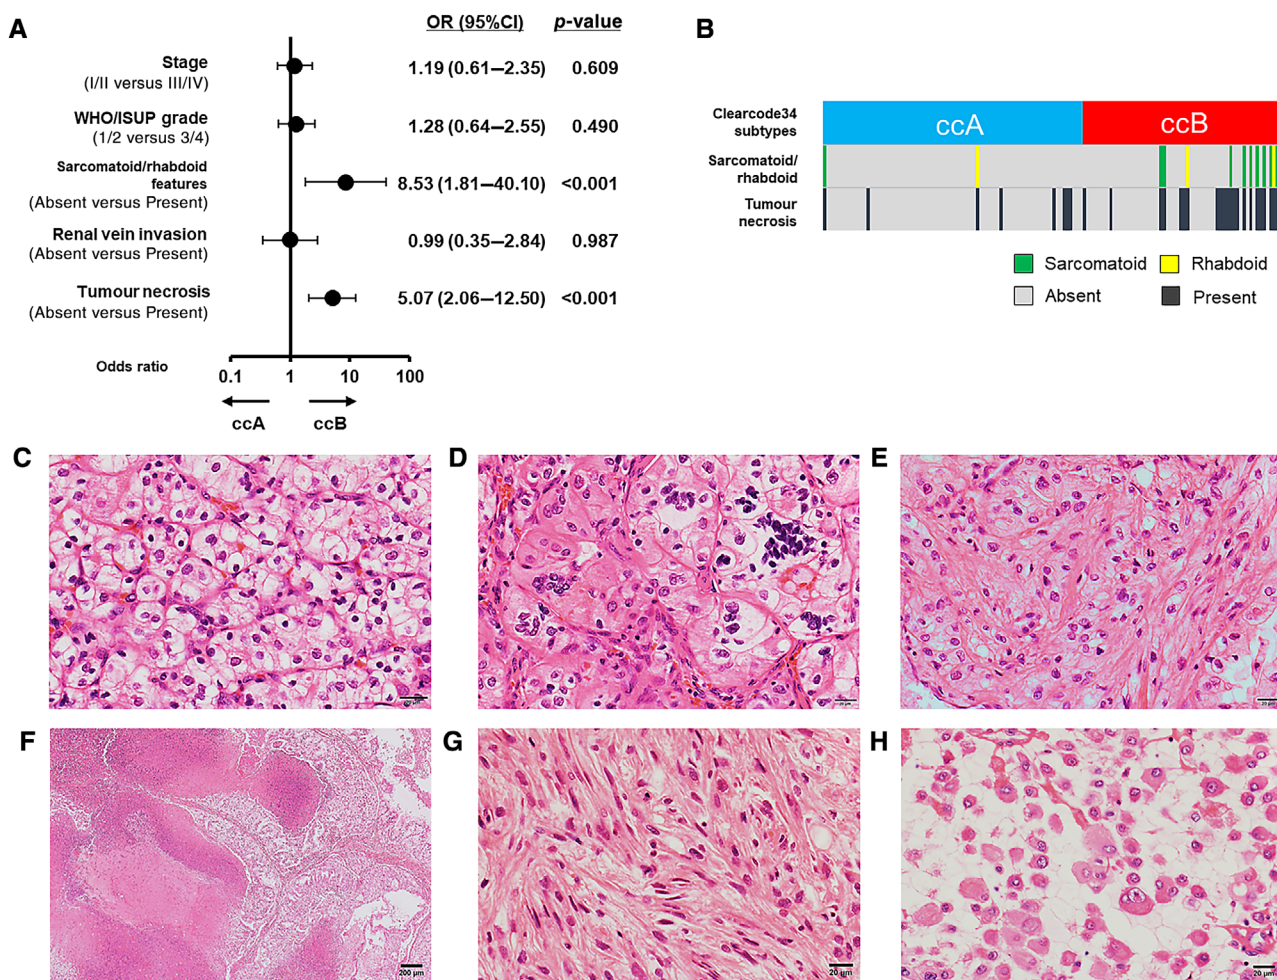 A
OR (95%CI) p-value
Stage
(I/II versus III/IV)
1.19 (0.61–2.35) 0.609
WHO/ISUP grade
(1/2 versus 3/4)
1.28 (0.64–2.55) 0.490
Sarcomatoid/rhabdoid
features
(Absent versus Present)
8.53 (1.81–40.10) <0.001
Renal vein invasion
(Absent versus Present)
0.99 (0.35–2.84) 0.987
Tumour necrosis
(Absent versus Present)
5.07 (2.06–12.50) <0.001
Odds ratio
0.1 1 10 100
ccA ccB
B
Clearcode34
subtypes
ccA ccB
Sarcomatoid/
rhabdoid
Tumour
necrosis
Sarcomatoid Rhabdoid
Absent Present
C
D
20 µm
E
20 µm
F
200 µm
G
20 µm
H
20 µm